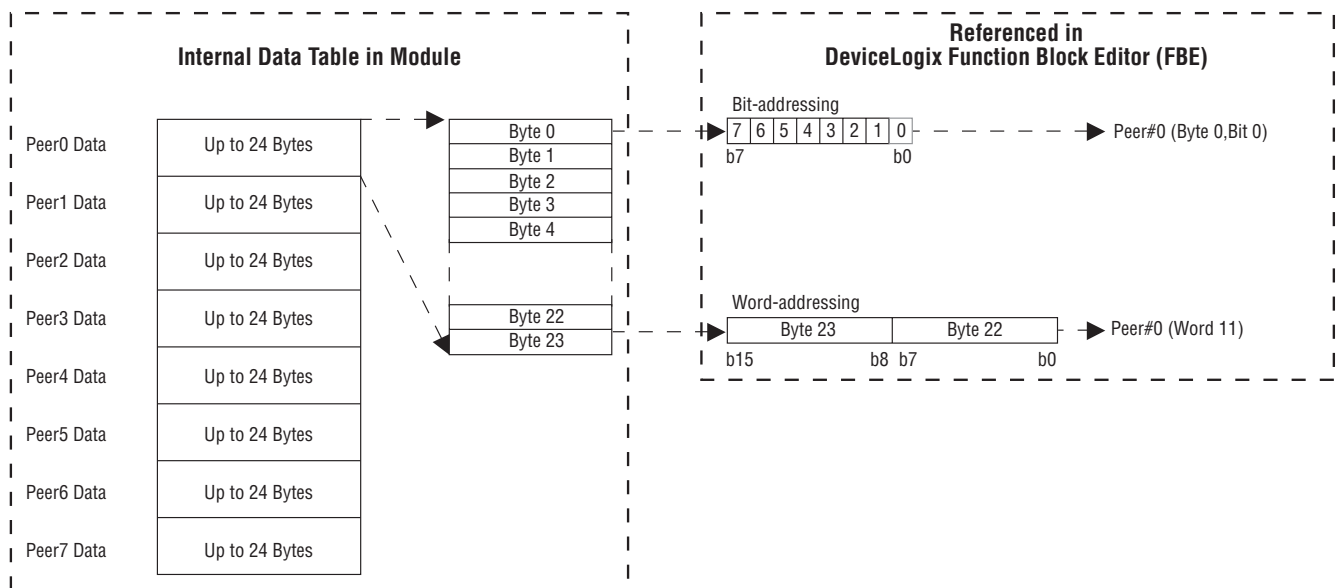 Internal Data Table in Module
Peer0 Data
Up to 24 Bytes
Peer1 Data
Up to 24 Bytes
Peer2 Data
Up to 24 Bytes
Peer3 Data
Up to 24 Bytes
Peer4 Data
Up to 24 Bytes
Peer5 Data
Up to 24 Bytes
Peer6 Data
Up to 24 Bytes
Peer7 Data
Up to 24 Bytes
Byte 0
Byte 1
Byte 2
Byte 3
Byte 4
Byte 22
Byte 23
Referenced in
DeviceLogix Function Block Editor (FBE)
Bit-addressing
7 6 5 4 3 2 1 0
b7 b0
Peer#0 (Byte 0,Bit 0)
Word-addressing
Byte 23 Byte 22
b15 b8 b7 b0
Peer#0 (Word 11)